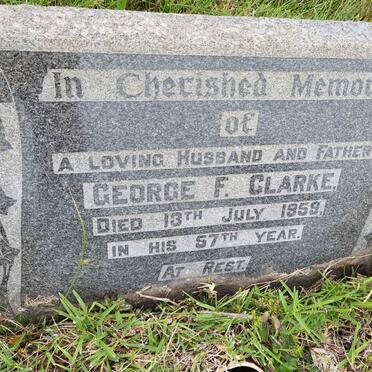 In Cherished Memory
of
A LOVING HUSBAND AND FATHER
GEORGE F. CLARKE,
DIED 13TH JULY 1959,
IN HIS 57TH YEAR.
AT REST.